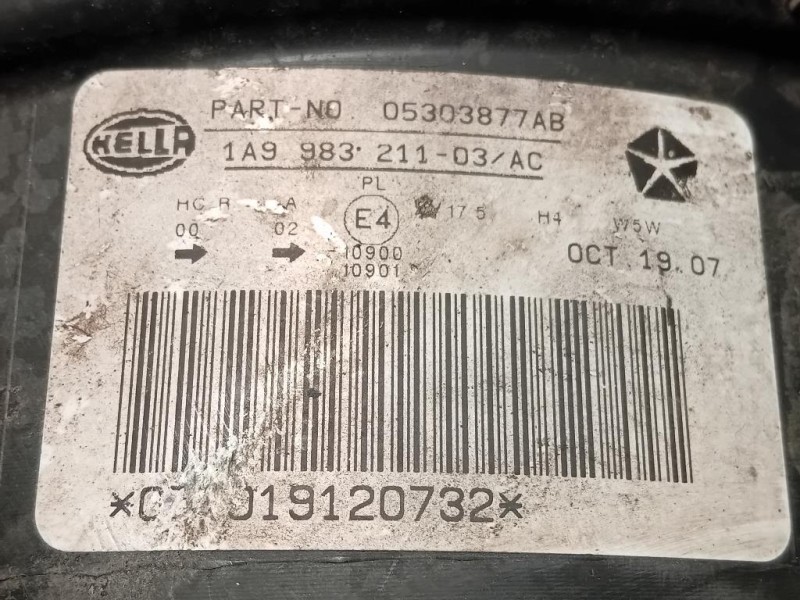 HELLA
PART-NO 05303877AB
1A9 983 211-03/AC
PL
HC R A E4 17.5 H4 W5W
00 02
10900
10901
OCT 19.07
019120732*